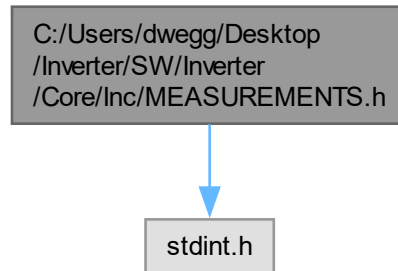 C:/Users/dwegg/Desktop
/Inverter/SW/Inverter
/Core/Inc/MEASUREMENTS.h
stdint.h